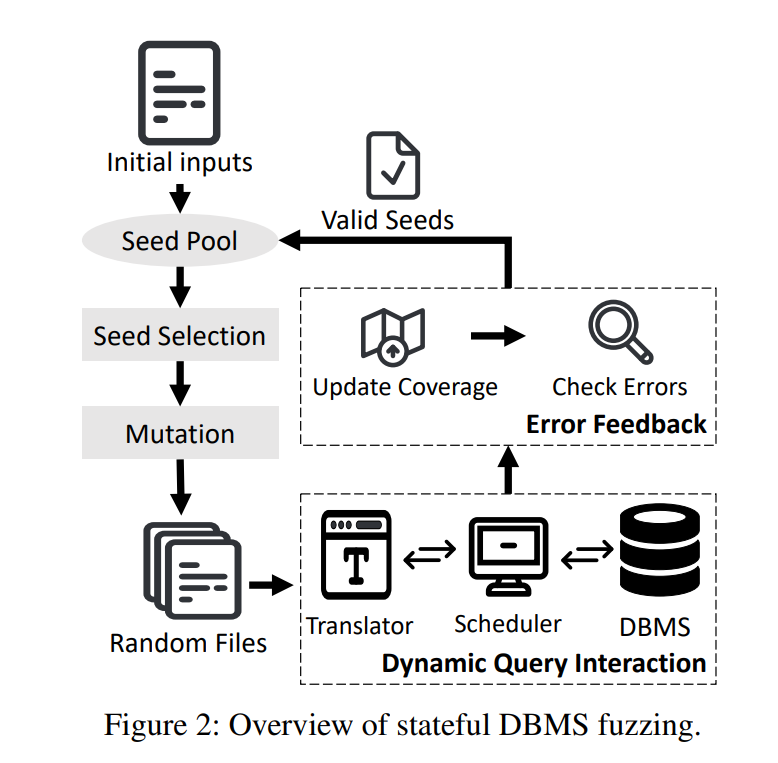 Initial inputs
Seed Pool
Valid Seeds
Seed Selection
Mutation
Update Coverage
Check Errors
Error Feedback
Random Files
T
Translator
Scheduler
DBMS
Dynamic Query Interaction
Figure 2: Overview of stateful DBMS fuzzing.